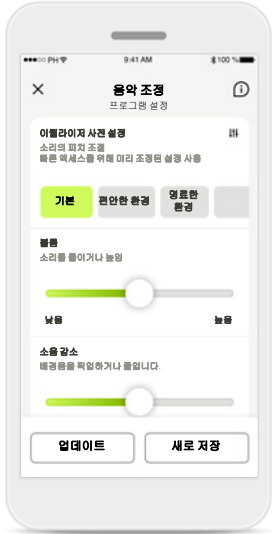 PH 9:41 AM 100 %
음악 조정
프로그램 설정
이퀄라이저 사전 설정
소리의 피치 조절
빠른 액세스를 위해 미리 조정된 설정 사용
기본
편안한 환경
명료한
환경
볼륨
소리를 줄이거나 높임
낮음 높음
소음 감소
배경음을 픽업하거나 줄입니다.
업데이트 새로 저장